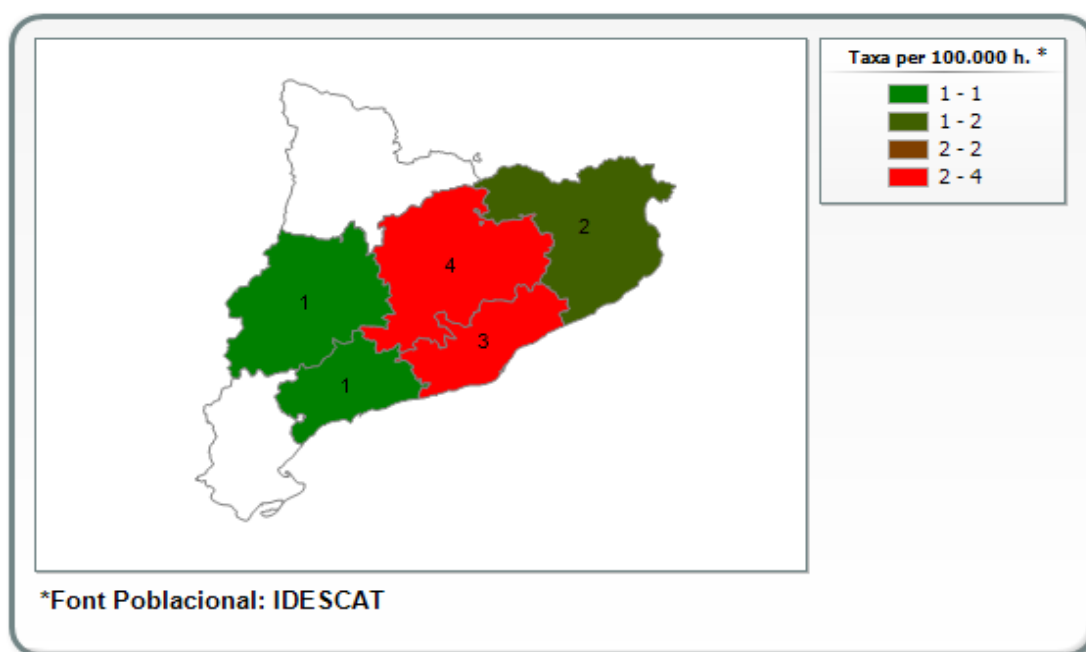 Taxa per 100.000 h. *
1 - 1
1 - 2
2 - 2
2 - 4
2
4
1
3
1
*Font Poblacional: IDESCAT